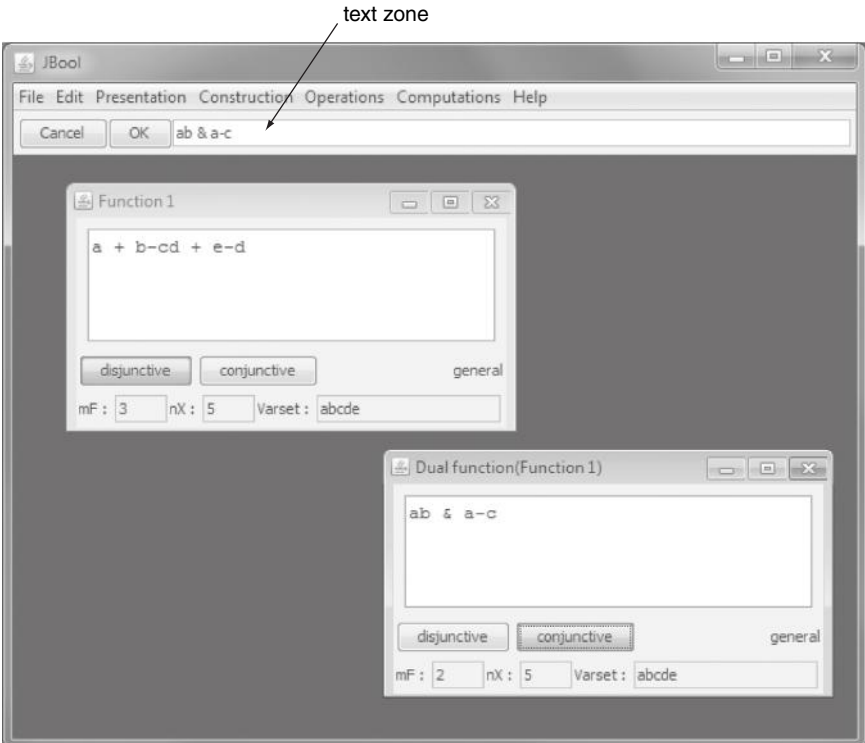 text zone
JBool
File Edit Presentation Construction Operations Computations Help
Cancel OK ab & a-c
Function 1
a + b-cd + e-d
disjunctive conjunctive general
mF : 3 nX : 5 Varset : abcde
Dual function(Function 1)
ab & a-c
disjunctive conjunctive general
mF : 2 nX : 5 Varset : abcde